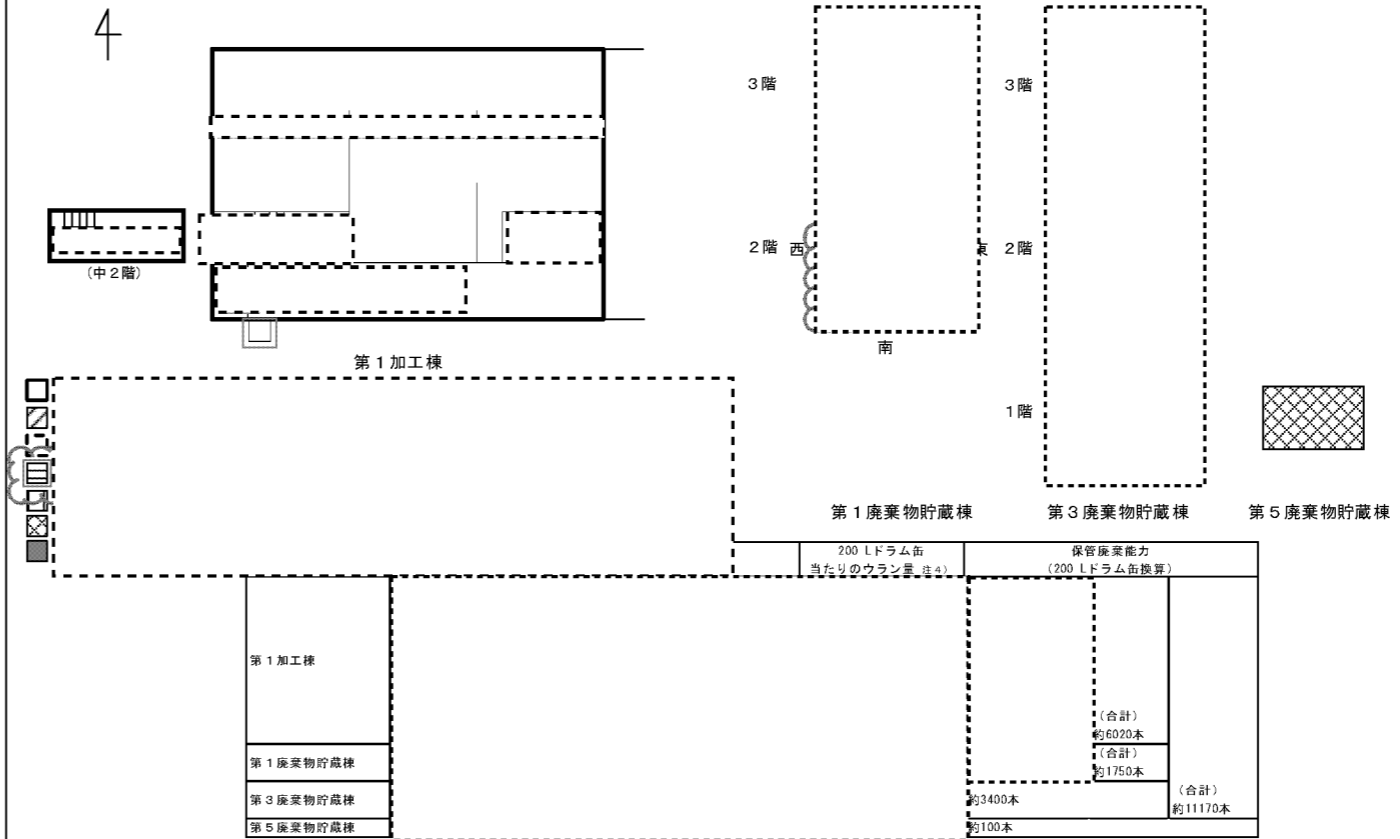 3階
3階
2階
西
東
2階
(中2階)
南
第1加工棟
1階
第1廃棄物貯蔵棟
第3廃棄物貯蔵棟
第5廃棄物貯蔵棟
200 Lドラム缶
当たりのウラン量 注4)
保管廃棄能力
(200 Lドラム缶換算)
第1加工棟
(合計)
約6020本
第1廃棄物貯蔵棟
(合計)
約1750本
第3廃棄物貯蔵棟
約3400本
(合計)
約11170本
第5廃棄物貯蔵棟
約100本